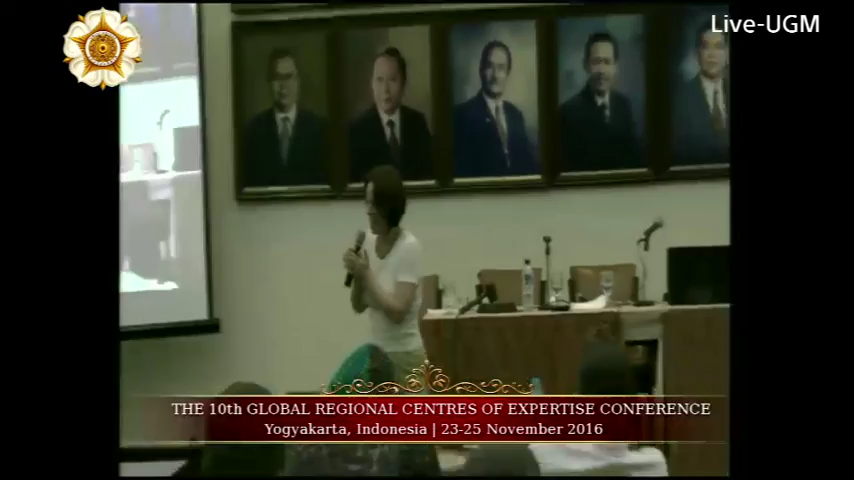 Live-UGM
THE 10th GLOBAL REGIONAL CENTRES OF EXPERTISE CONFERENCE
Yogyakarta, Indonesia | 23-25 November 2016